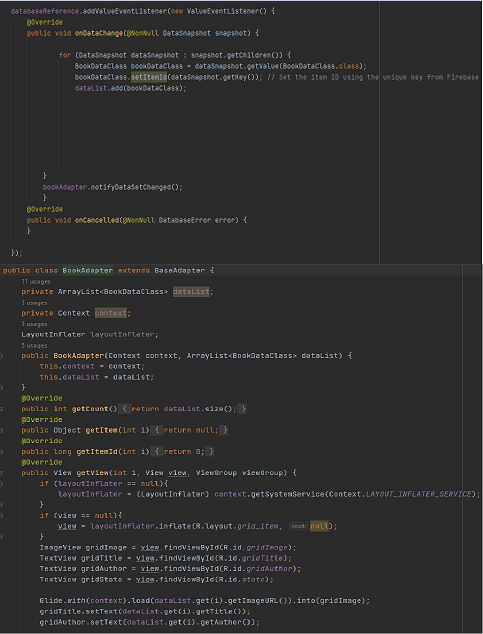 databaseReference.addValueEventListener(new ValueEventListener() {
@Override
public void onDataChange(@NonNull DataSnapshot snapshot) {
for (DataSnapshot dataSnapshot : snapshot.getChildren()) {
BookDataClass bookDataClass = dataSnapshot.getValue(BookDataClass.class);
bookDataClass.setItemId(dataSnapshot.getKey()); // Set the item ID using the unique key from Firebase
dataList.add(bookDataClass);
}
bookAdapter.notifyDataSetChanged();
}
@Override
public void onCancelled(@NonNull DatabaseError error) {
}
});
public class BookAdapter extends BaseAdapter {
11 usages
private ArrayList<BookDataClass> dataList;
3 usages
private Context context;
3 usages
LayoutInflater layoutInflater;
5 usages
public BookAdapter(Context context, ArrayList<BookDataClass> dataList) {
this.context = context;
this.dataList = dataList;
}
@Override
public int getCount() { return dataList.size(); }
@Override
public Object getItem(int i) { return null; }
@Override
public long getItemId(int i) { return 0; }
@Override
public View getView(int i, View view, ViewGroup viewGroup) {
if (layoutInflater == null){
layoutInflater = (LayoutInflater) context.getSystemService(Context.LAYOUT_INFLATER_SERVICE);
}
if (view == null){
view = layoutInflater.inflate(R.layout.grid_item, root: null);
}
ImageView gridImage = view.findViewById(R.id.gridImage);
TextView gridTitle = view.findViewById(R.id.gridTitle);
TextView gridAuthor = view.findViewById(R.id.gridAuthor);
TextView gridState = view.findViewById(R.id.state);
Glide.with(context).load(dataList.get(i).getImageURL()).into(gridImage);
gridTitle.setText(dataList.get(i).getTitle());
gridAuthor.setText(dataList.get(i).getAuthor());